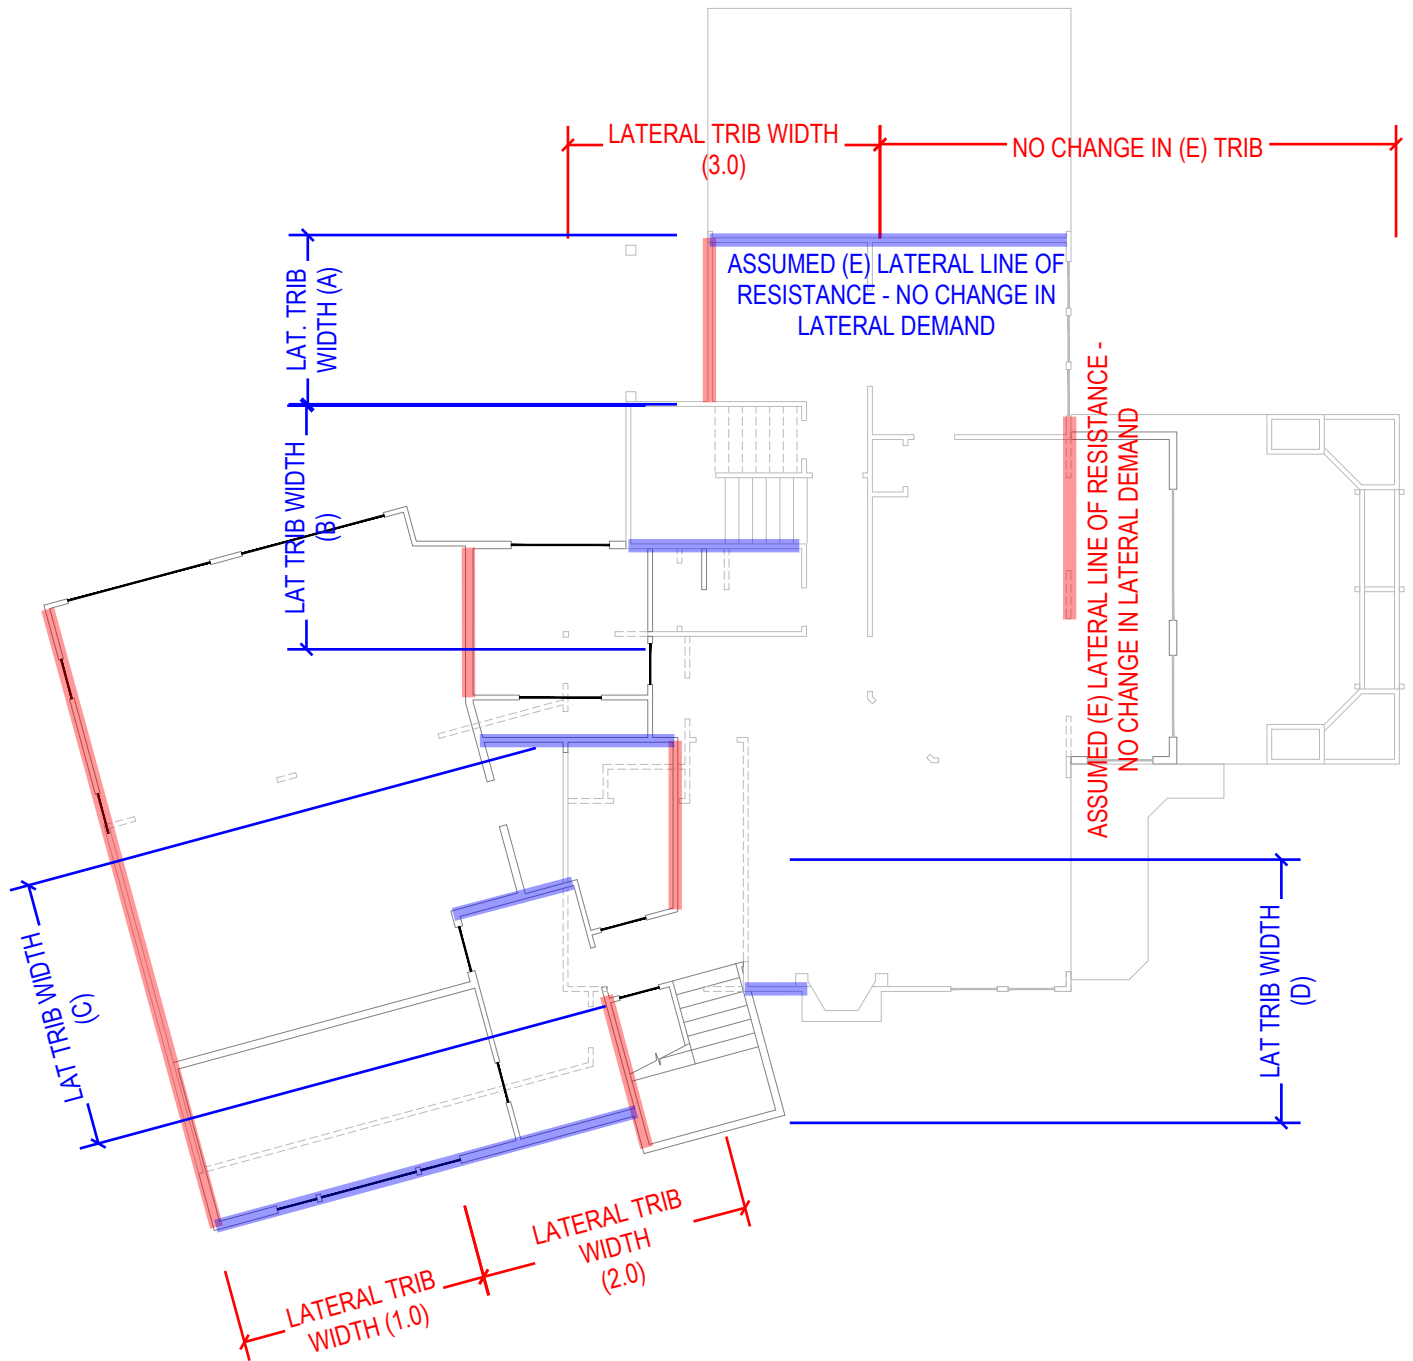 LATERAL TRIB WIDTH
(3.0)
NO CHANGE IN (E) TRIB
LAT. TRIB
WIDTH (A)
ASSUMED (E) LATERAL LINE OF
RESISTANCE - NO CHANGE IN
LATERAL DEMAND
LAT TRIB WIDTH
(B)
ASSUMED (E) LATERAL LINE OF RESISTANCE -
NO CHANGE IN LATERAL DEMAND
LAT TRIB WIDTH
(C)
LAT TRIB WIDTH
(D)
LATERAL TRIB
WIDTH
(2.0)
LATERAL TRIB
WIDTH (1.0)